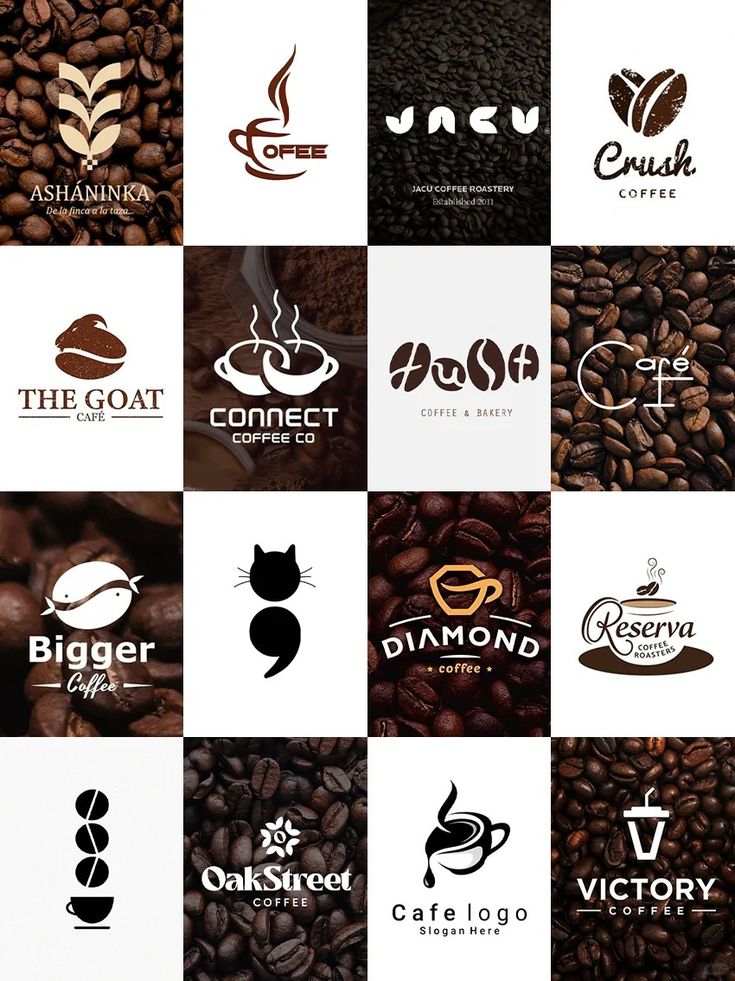 ASHÁNINKA
De la finca a la taza...
COFEE
JACU
®
JACU COFFEE ROASTERY
Established 2011
Crush
COFFEE
THE GOAT
CAFÉ
CONNECT
COFFEE CO
COFFEE & BAKERY
Café
Bigger
Coffee
DIAMOND
coffee
Reserva
COFFEE
ROASTERS
OakStreet
COFFEE
Cafe logo
Slogan Here
VICTORY
COFFEE